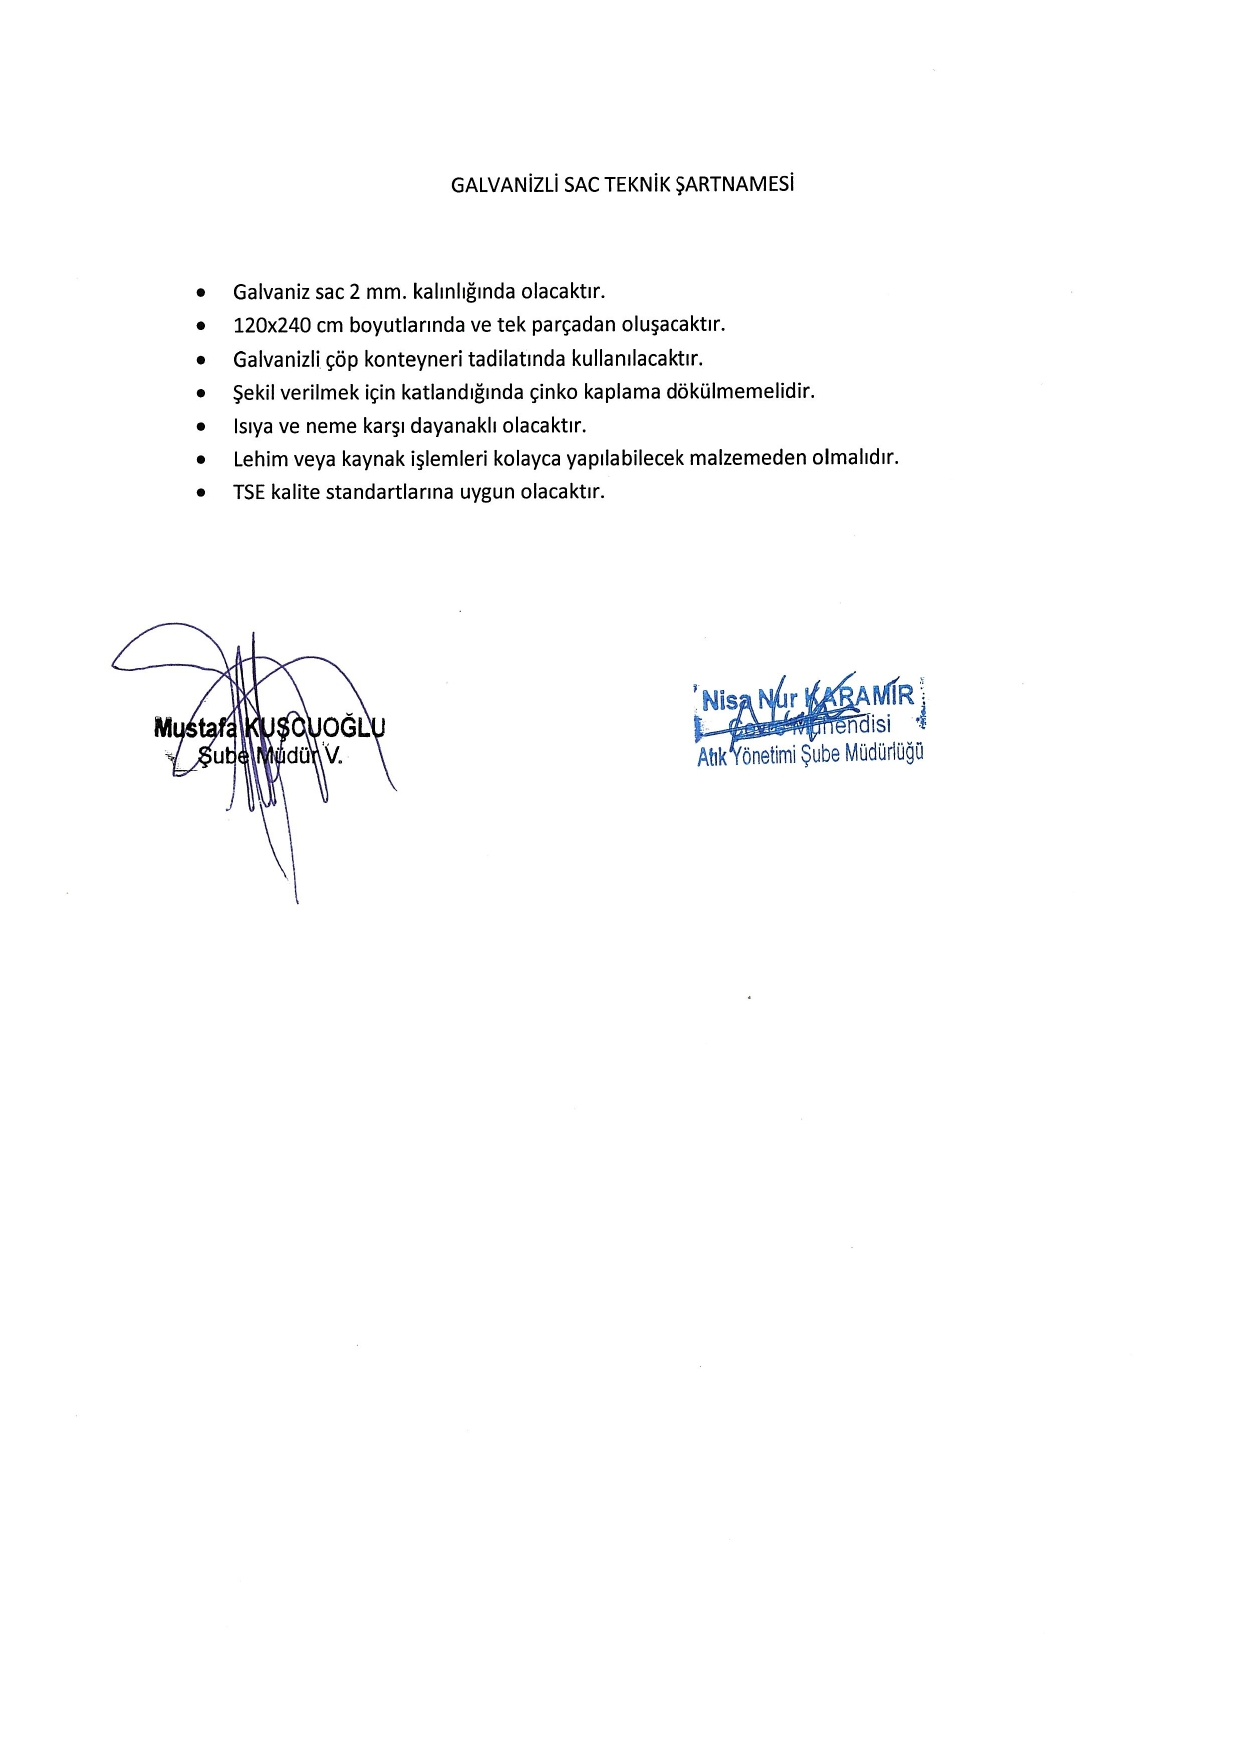 GALVANİZLİ SAC TEKNİK ŞARTNAMESİ
• Galvaniz sac 2 mm. kalınlığında olacaktır.
• 120x240 cm boyutlarında ve tek parçadan oluşacaktır.
• Galvanizli çöp konteyneri tadilatında kullanılacaktır.
• Şekil verilmek için katlandığında çinko kaplama dökülmemelidir.
• Isıya ve neme karşı dayanaklı olacaktır.
• Lehim veya kaynak işlemleri kolayca yapılabilecek malzemeden olmalıdır.
• TSE kalite standartlarına uygun olacaktır.
Mustafa KUŞCUOĞLU
Şube Müdür V.
Nisa Nur KARAMİR
Çevre Mühendisi
Atık Yönetimi Şube Müdürlüğü